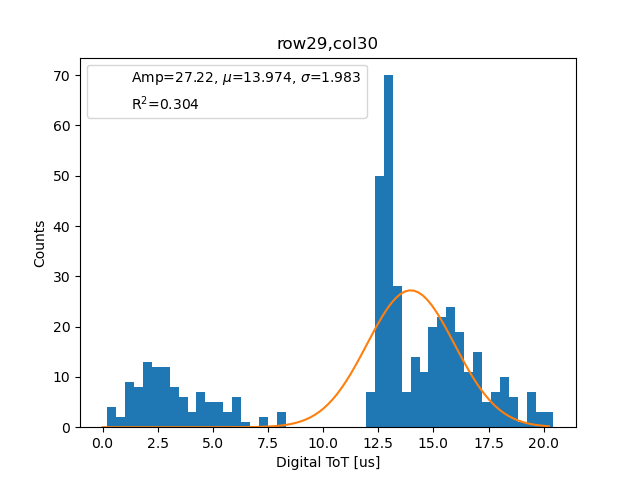 row29,col30
Amp=27.22, μ=13.974, σ=1.983
R²=0.304
70
60
50
40
30
20
10
0
Counts
0.0 2.5 5.0 7.5 10.0 12.5 15.0 17.5 20.0
Digital ToT [us]